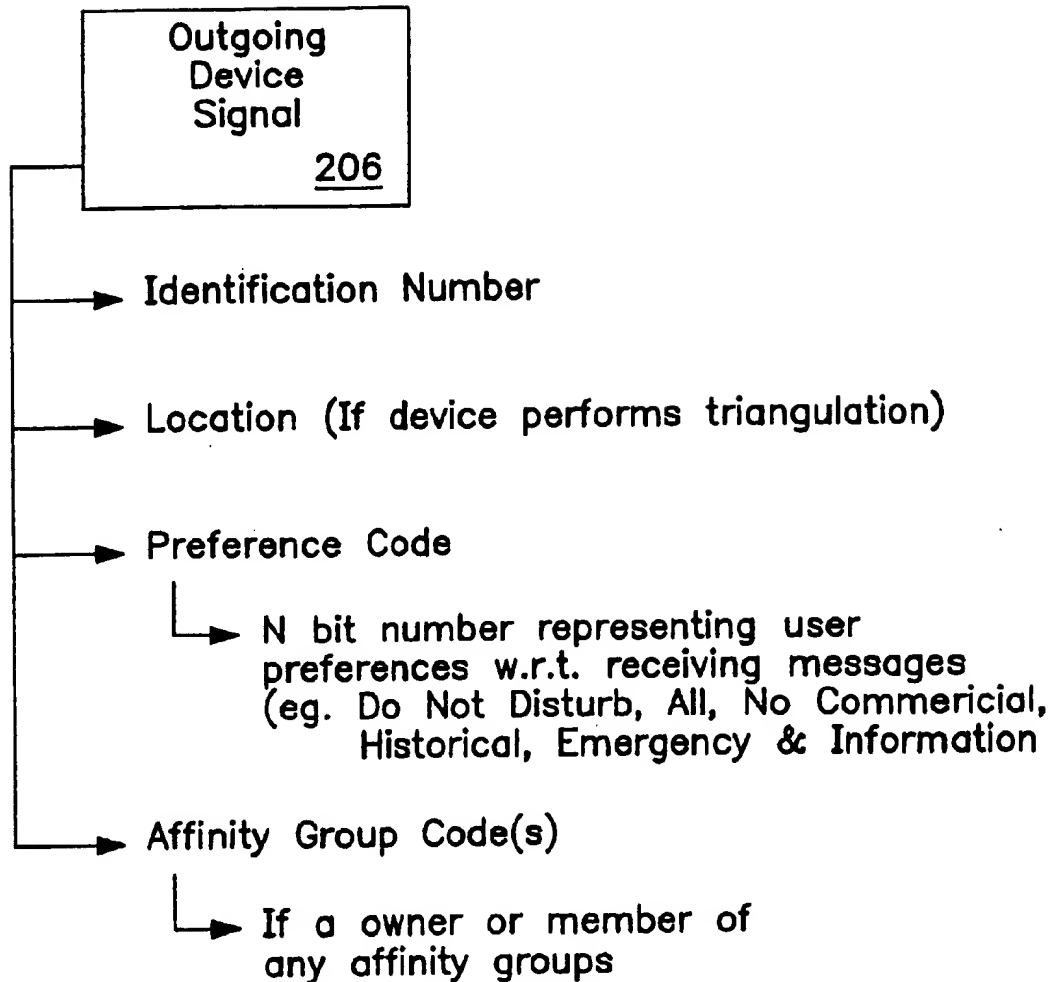 Outgoing
Device
Signal
206
Identification Number
Location (If device performs triangulation)
Preference Code
N bit number representing user
preferences w.r.t. receiving messages
(eg. Do Not Disturb, All, No Commericial,
Historical, Emergency & Information
Affinity Group Code(s)
If a owner or member of
any affinity groups